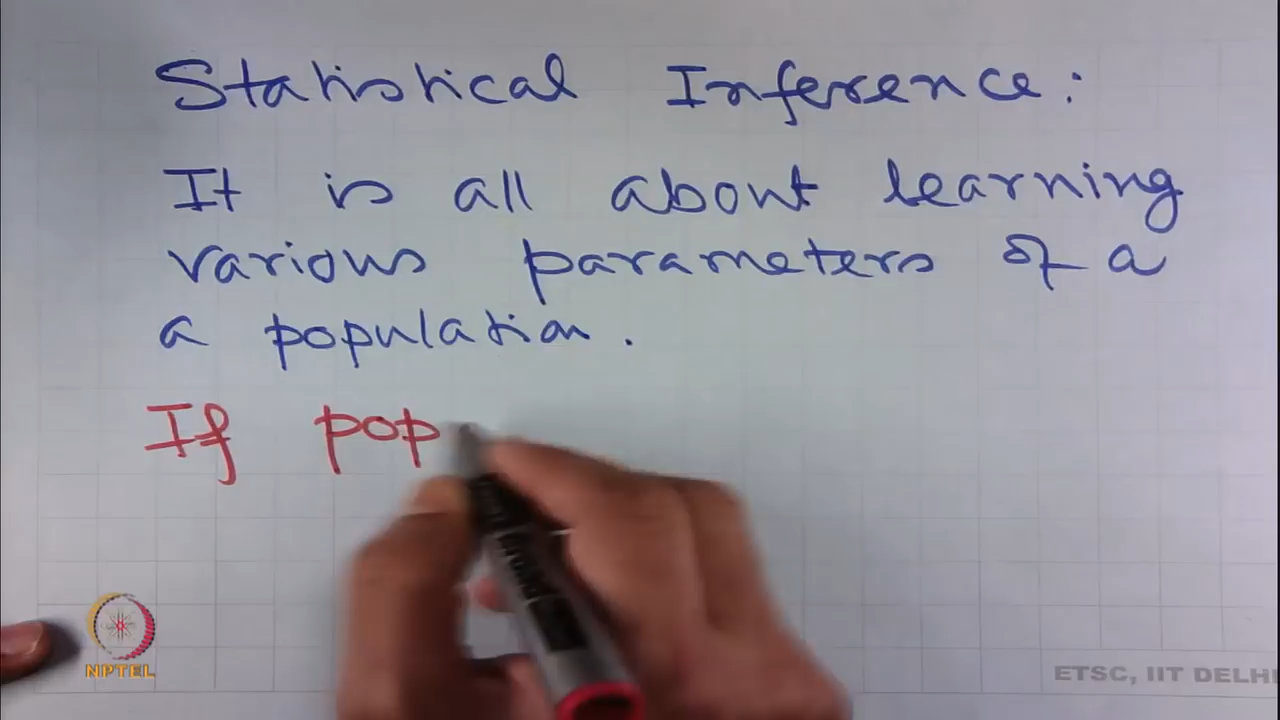 Statistical Inference:
It is all about learning
various parameters of a
a population.
If pop
NPTEL
ETSC, IIT DELHI